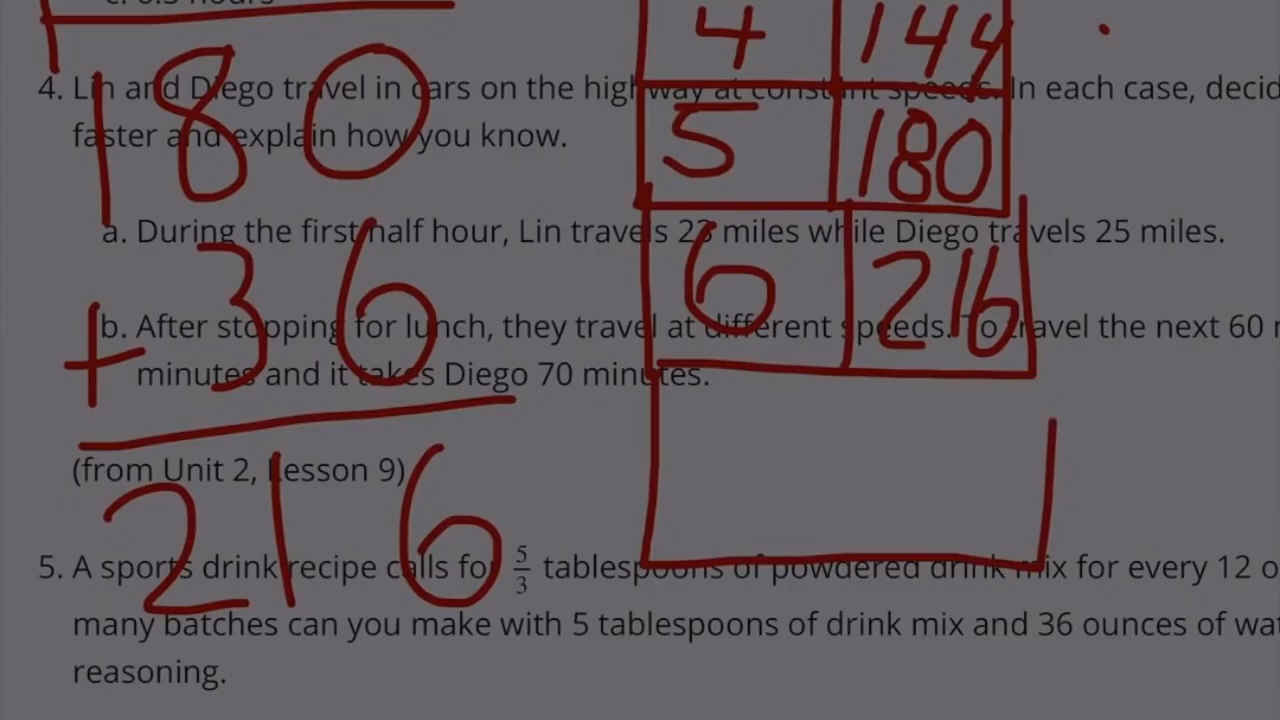 c. 6.5 hours
4 144
180
4. Lin and Diego travel in cars on the highway at constant speeds. In each case, decid
faster and explain how you know.
5 180
a. During the first half hour, Lin travels 23 miles while Diego travels 25 miles.
+ 36
6 216
b. After stopping for lunch, they travel at different speeds. To travel the next 60
minutes and it takes Diego 70 minutes.
(from Unit 2, Lesson 9)
216
5. A sports drink recipe calls for 5/3 tablespoons of powdered drink mix for every 12 o
many batches can you make with 5 tablespoons of drink mix and 36 ounces of wat
reasoning.